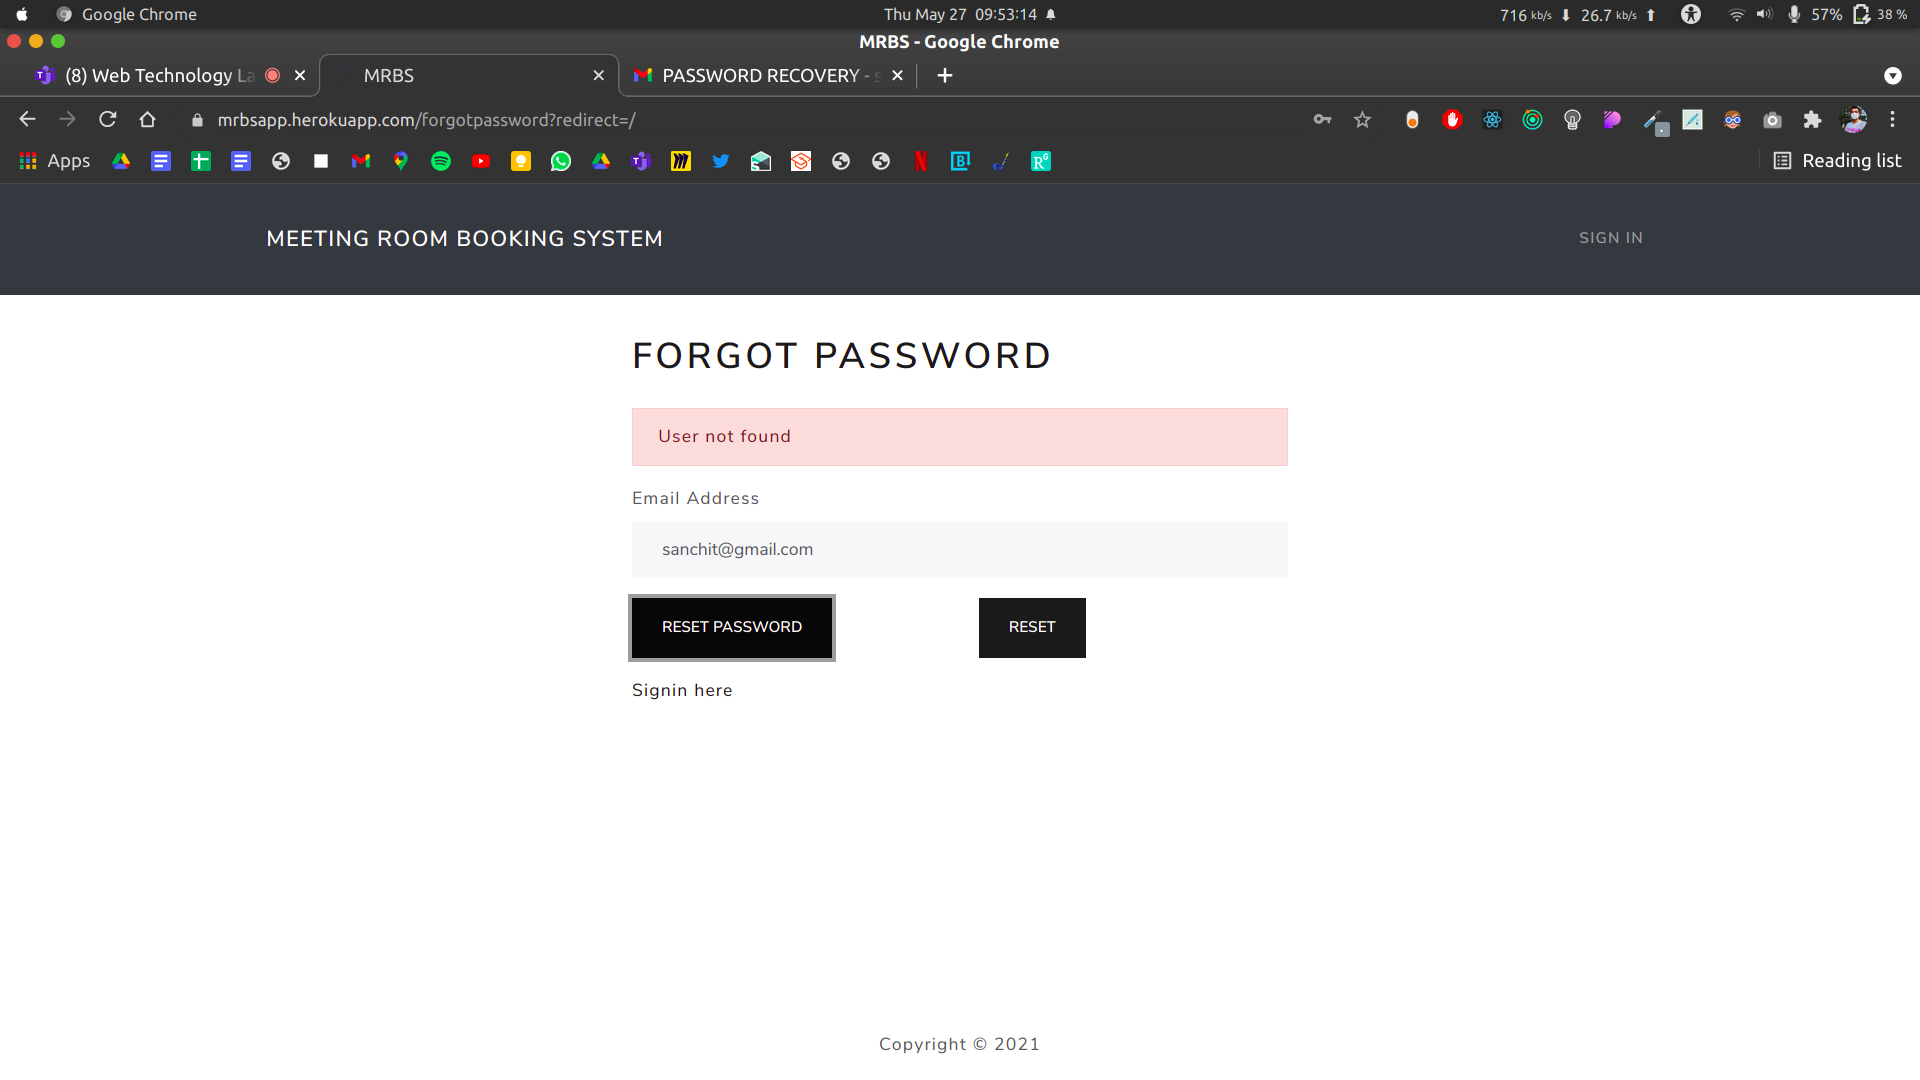 Google Chrome
Thu May 27 09:53:14
716 kb/s 26.7 kb/s 57% 38 %
MRBS - Google Chrome
(8) Web Technology La
MRBS
PASSWORD RECOVERY - s
mrbsapp.herokuapp.com/forgotpassword?redirect=/
Apps
Reading list
MEETING ROOM BOOKING SYSTEM
SIGN IN
FORGOT PASSWORD
User not found
Email Address
sanchit@gmail.com
RESET PASSWORD
RESET
Signin here
Copyright © 2021